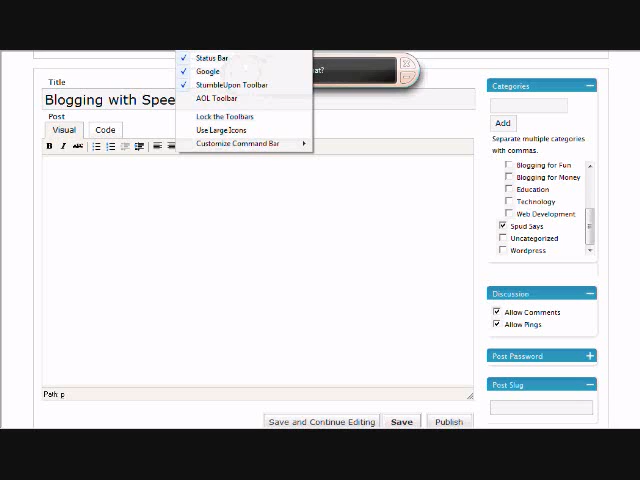 Status Bar
Google
StumbleUpon Toolbar
AOL Toolbar
Lock the Toolbars
Use Large Icons
Customize Command Bar
Title
Blogging with Spee
Post
Visual
Code
B I ABC
Path: p
Save and Continue Editing
Save
Publish
Categories
Add
Separate multiple categories
with commas.
Blogging for Fun
Blogging for Money
Education
Technology
Web Development
Spud Says
Uncategorized
Wordpress
Discussion
Allow Comments
Allow Pings
Post Password
Post Slug